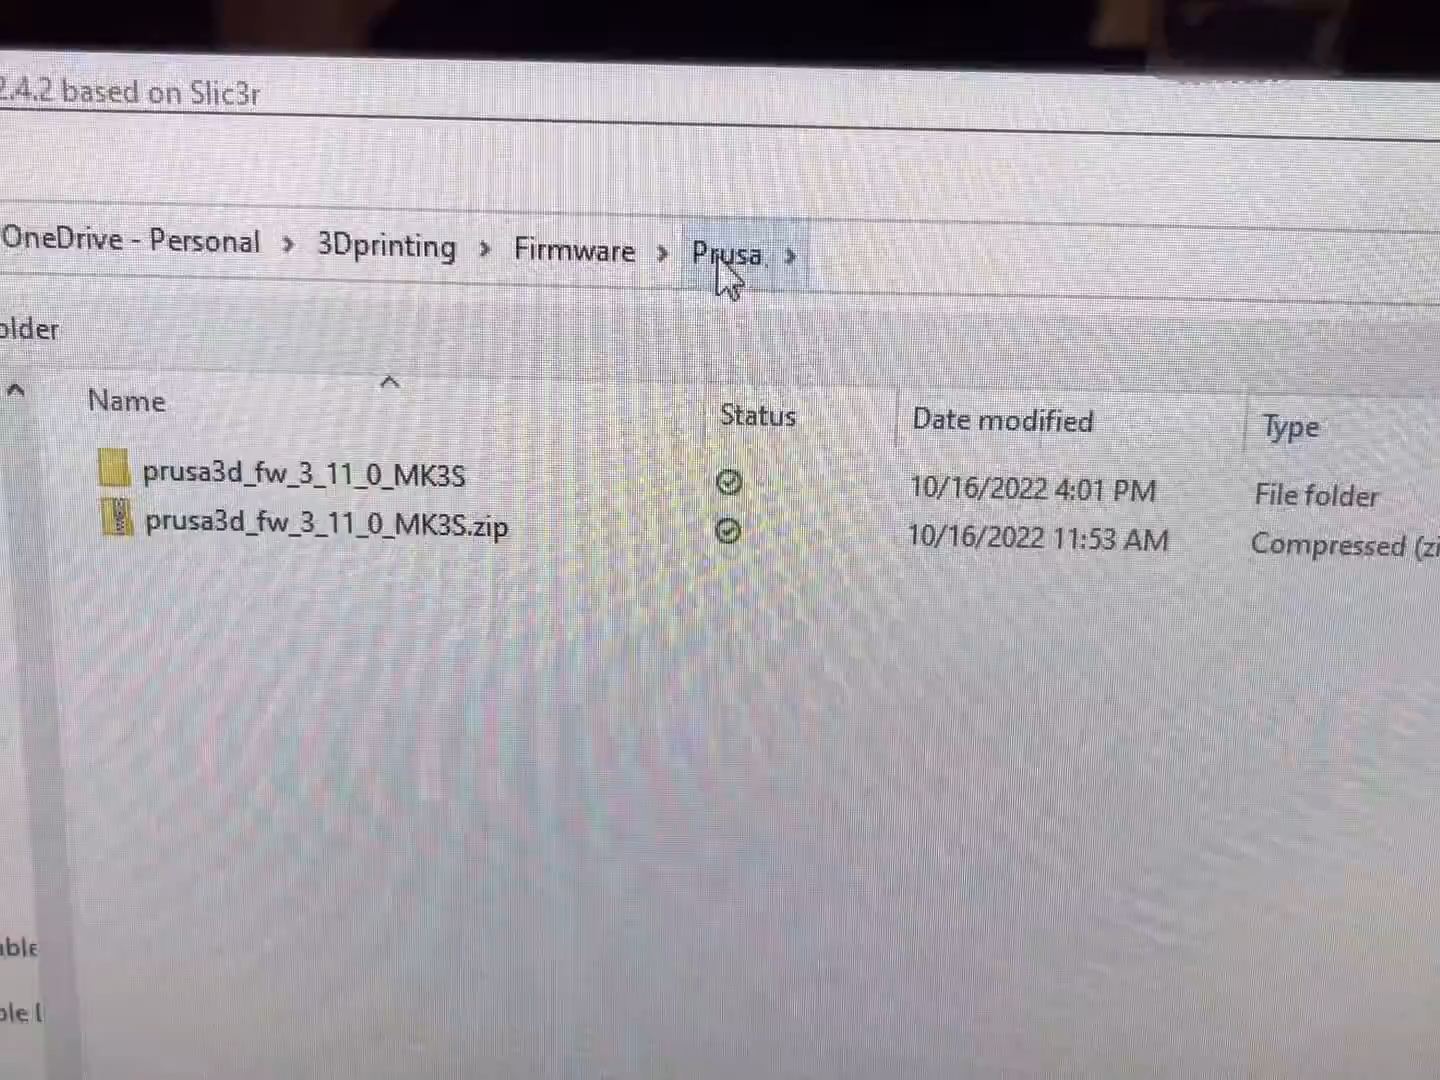 2.4.2 based on Slic3r
OneDrive - Personal > 3Dprinting > Firmware > Prusa >
older
Name Status Date modified Type
prusa3d_fw_3_11_0_MK3S 10/16/2022 4:01 PM File folder
prusa3d_fw_3_11_0_MK3S.zip 10/16/2022 11:53 AM Compressed (zi
able
ble l